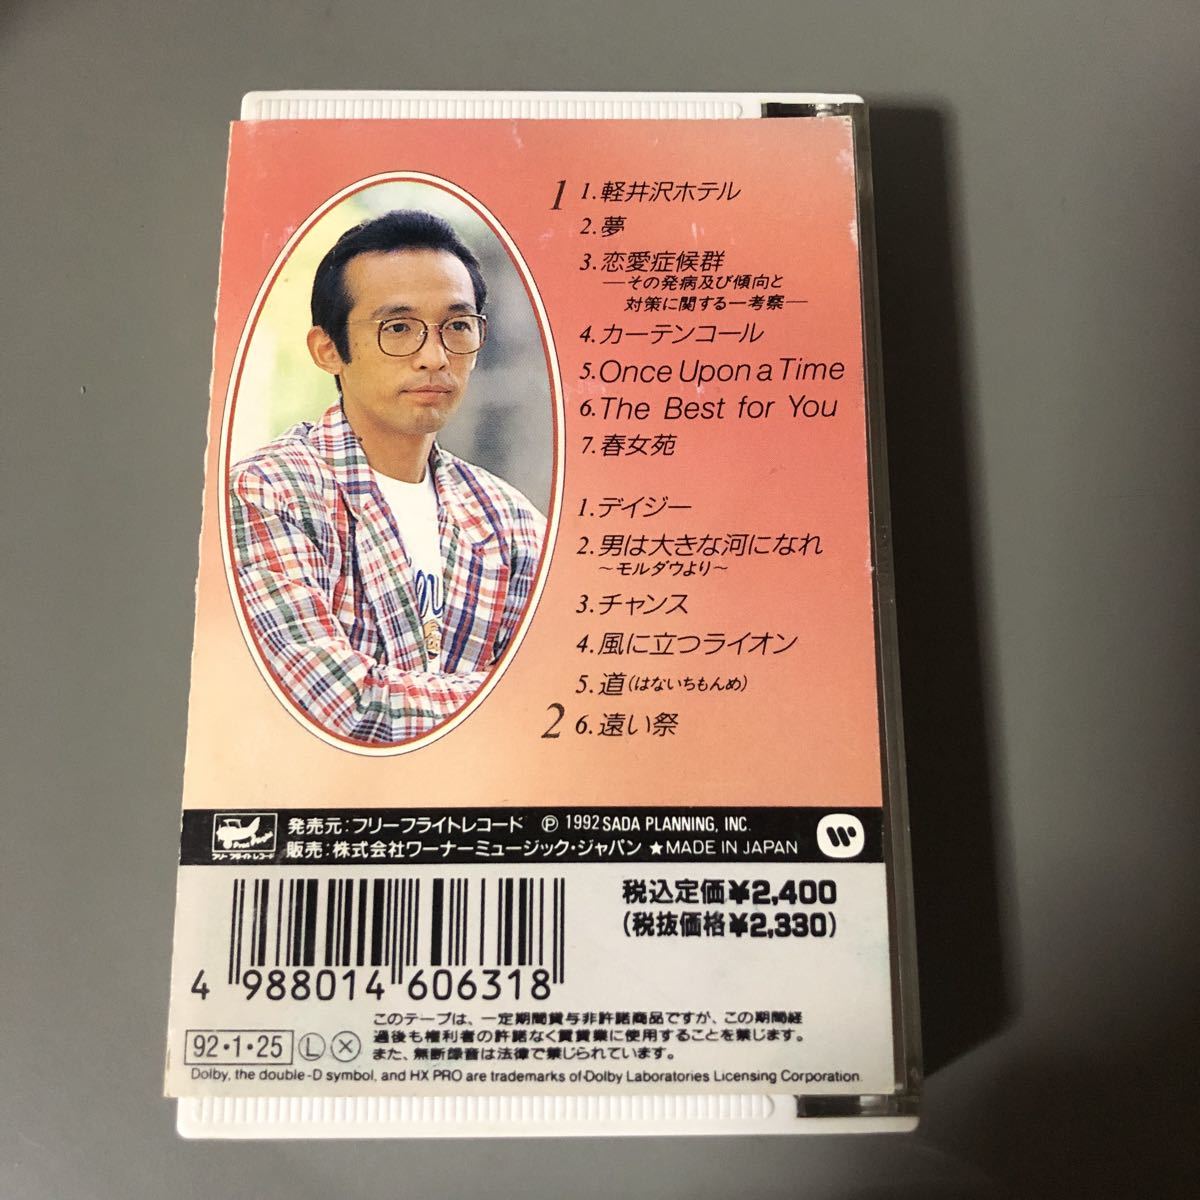 1
1.軽井沢ホテル
2.夢
3.恋愛症候群
―その発病及び傾向と
対策に関する一考察―
4.カーテンコール
5.Once Upon a Time
6.The Best for You
7.春女苑
1.デイジー
2.男は大きな河になれ
~モルダウより~
3.チャンス
4.風に立つライオン
5.道(はないちもんめ)
2
6.遠い祭
フリーフライトレコード
発売元:フリーフライトレコード ℗ 1992 SADA PLANNING, INC.
販売:株式会社ワーナーミュージック・ジャパン ★MADE IN JAPAN
税込定価¥2,400
(税抜価格¥2,330)
4 988014 606318
このテープは、一定期間貸与非許諾商品ですが、この期間経
過後も権利者の許諾なく賃貸業に使用することを禁じます。
また、無断録音は法律で禁じられています。
92・1・25 Ⓛ Ⓧ
Dolby, the double-D symbol, and HX PRO are trademarks of Dolby Laboratories Licensing Corporation.